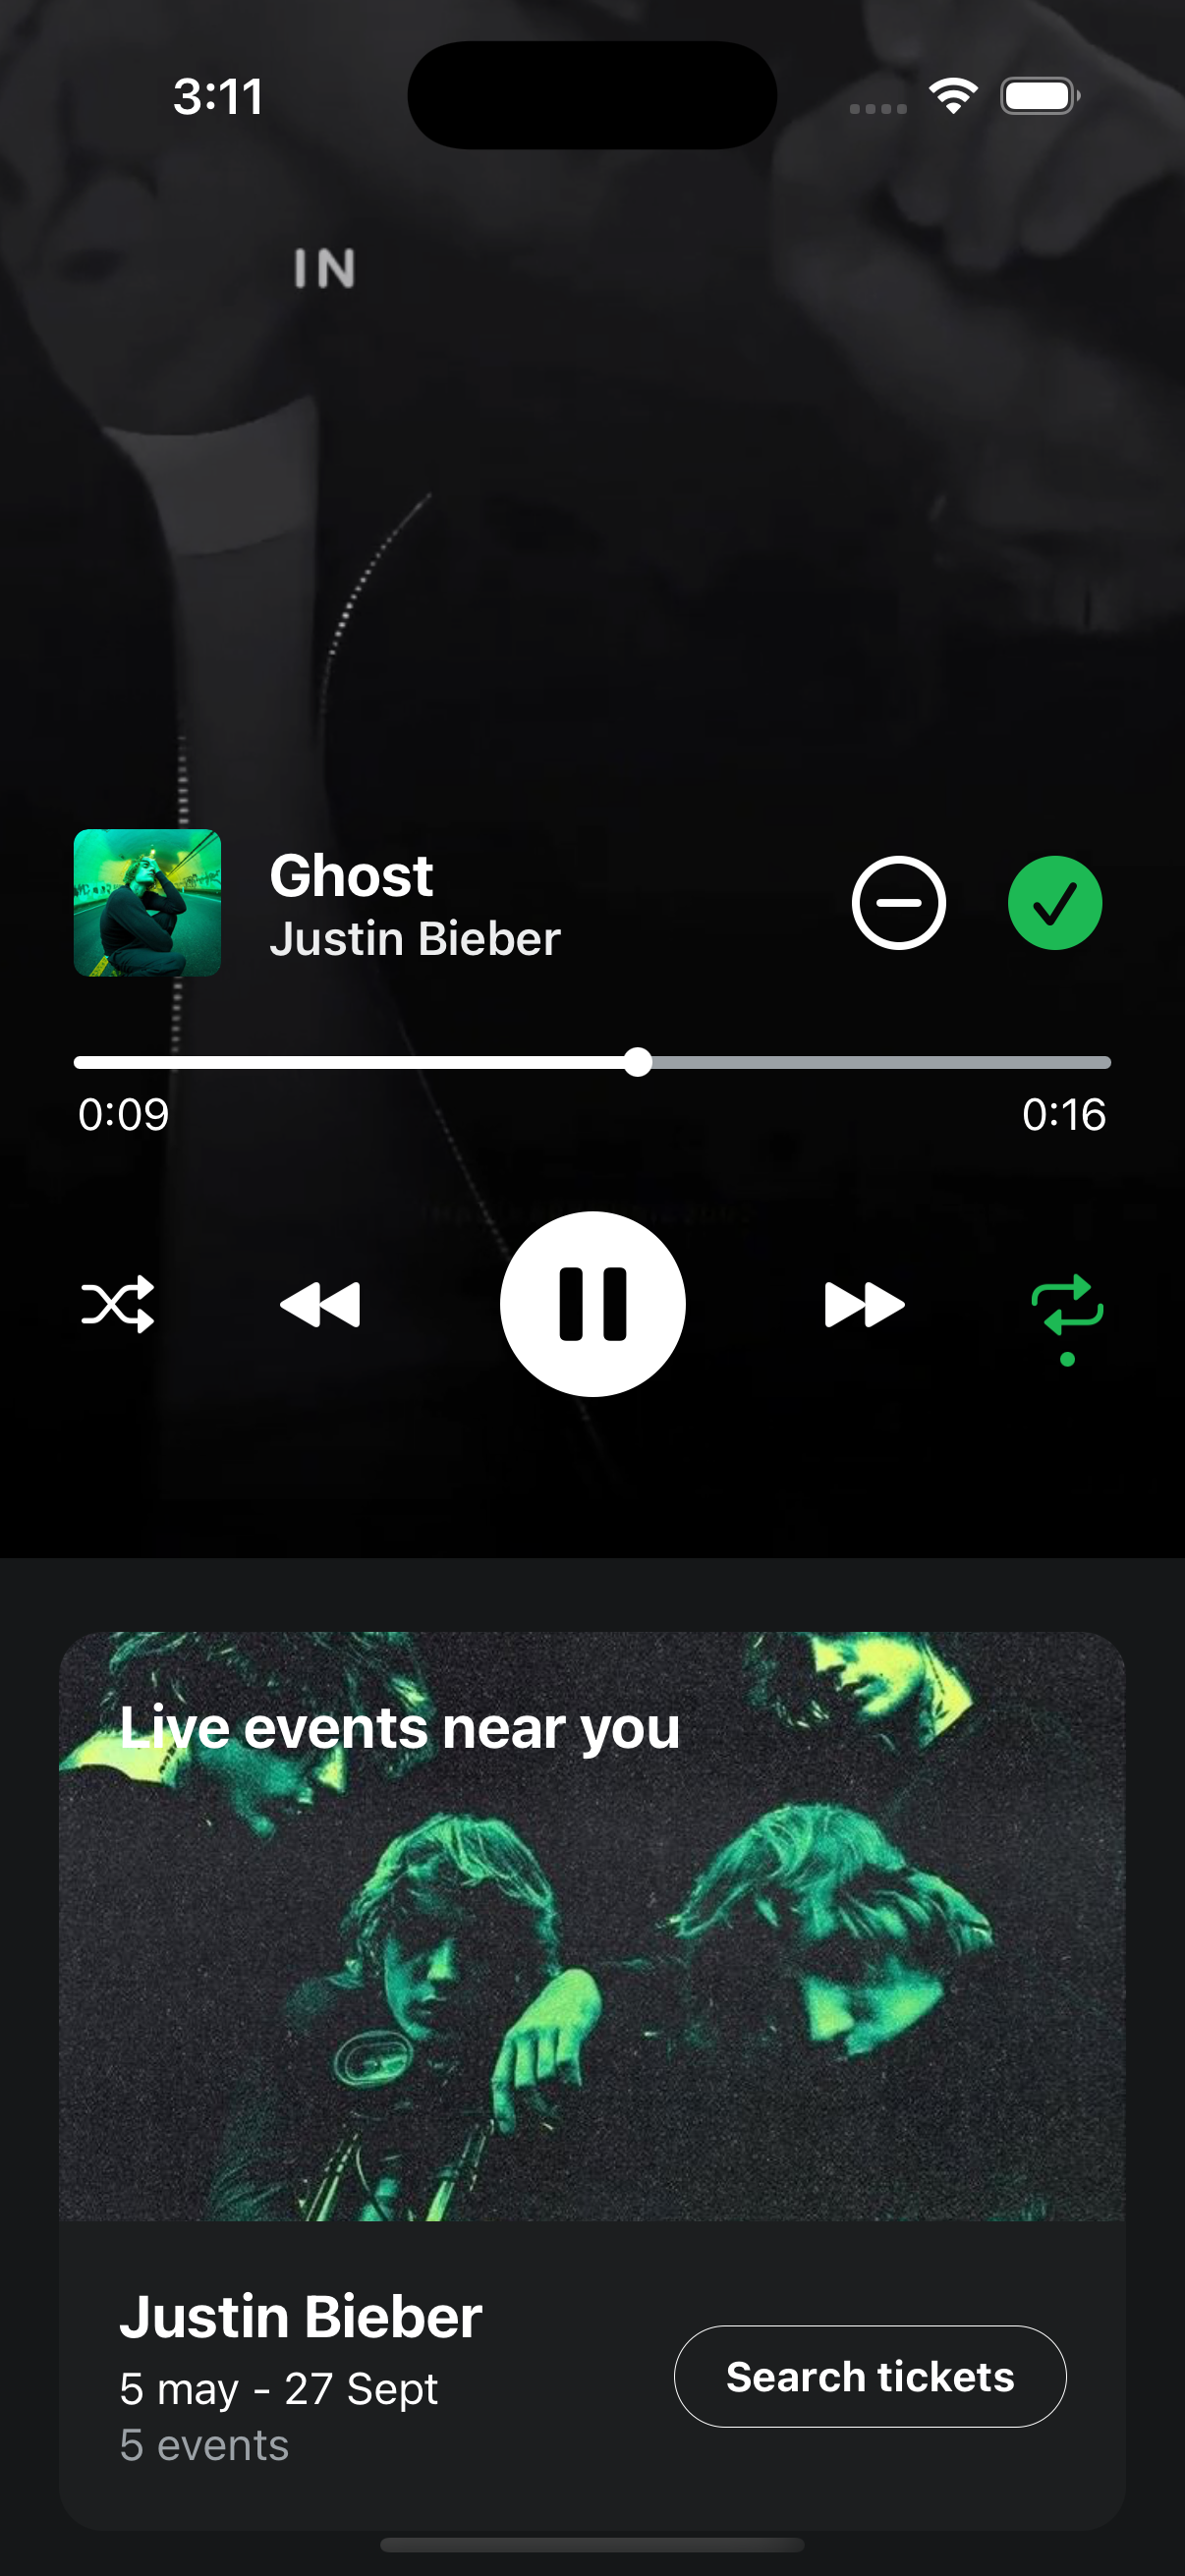 3:11
IN
Ghost
Justin Bieber
0:09
0:16
Live events near you
Justin Bieber
5 may - 27 Sept
Search tickets
5 events